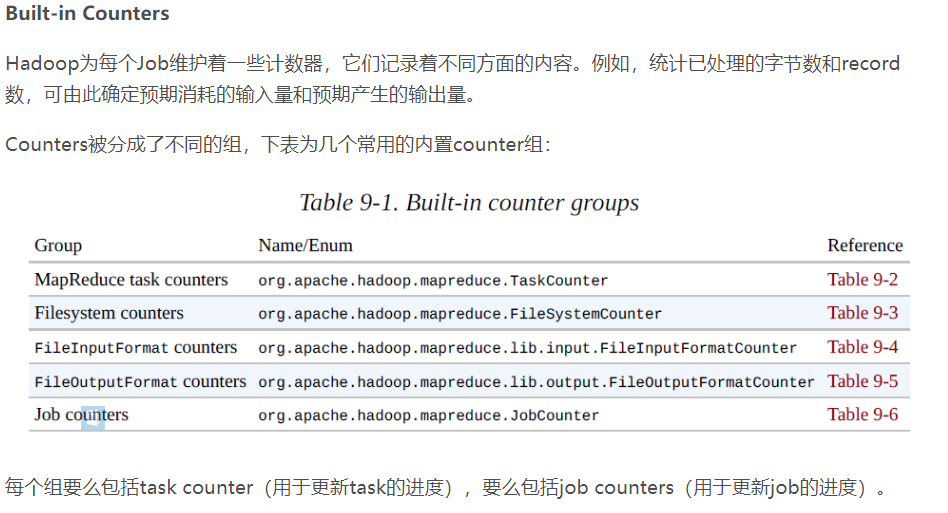 Built-in Counters
Hadoop为每个Job维护着一些计数器，它们记录着不同方面的内容。例如，统计已处理的字节数和record
数，可由此确定预期消耗的输入量和预期产生的输出量。
Counters被分成了不同的组，下表为几个常用的内置counter组：
Table 9-1. Built-in counter groups
Group Name/Enum Reference
MapReduce task counters org.apache.hadoop.mapreduce.TaskCounter Table 9-2
Filesystem counters org.apache.hadoop.mapreduce.FileSystemCounter Table 9-3
FileInputFormat counters org.apache.hadoop.mapreduce.lib.input.FileInputFormatCounter Table 9-4
FileOutputFormat counters org.apache.hadoop.mapreduce.lib.output.FileOutputFormatCounter Table 9-5
Job counters org.apache.hadoop.mapreduce.JobCounter Table 9-6
每个组要么包括task counter（用于更新task的进度），要么包括job counters（用于更新job的进度）。